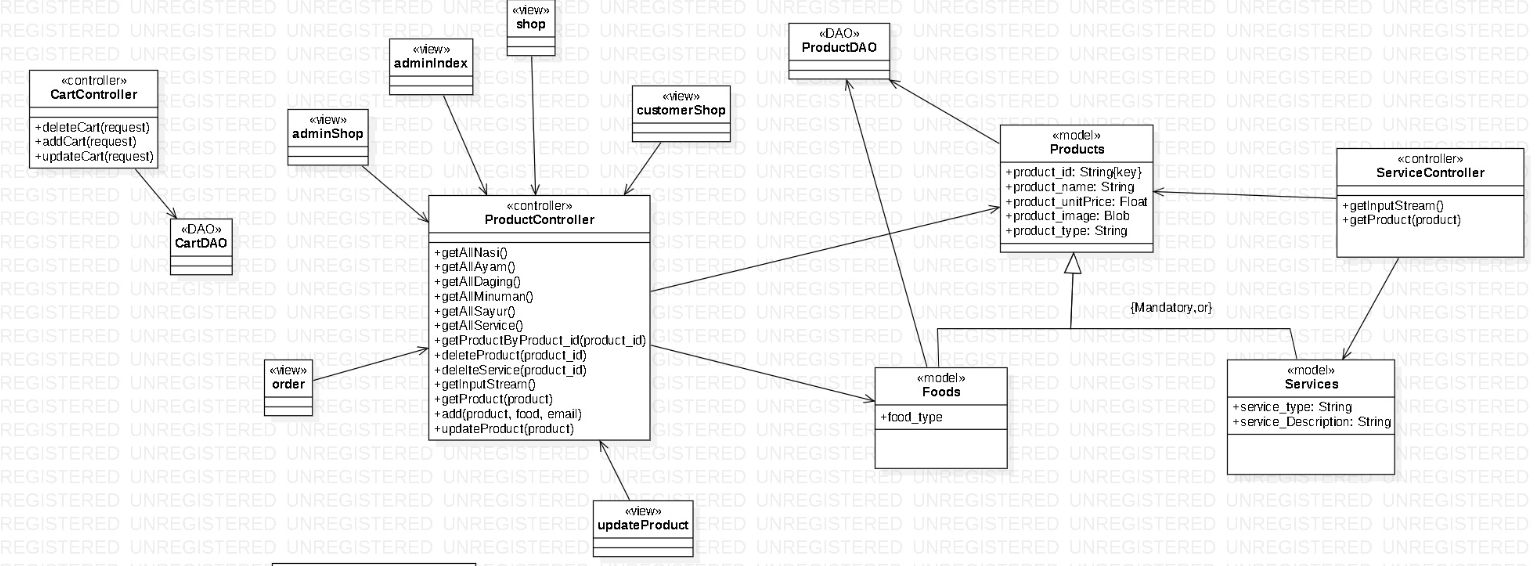 «view»
shop
«DAO»
ProductDAO
«view»
adminIndex
«controller»
CartController
+deleteCart(request)
+addCart(request)
+updateCart(request)
«view»
customerShop
«view»
adminShop
«model»
Products
+product_id: String{key}
+product_name: String
+product_unitPrice: Float
+product_image: Blob
+product_type: String
«controller»
ServiceController
+getInputStream()
+getProduct(product)
«DAO»
CartDAO
«controller»
ProductController
+getAllNasi()
+getAllAyam()
+getAllDaging()
+getAllMinuman()
+getAllSayur()
+getAllService()
+getProductByProduct_id(product_id)
+deleteProduct(product_id)
+delelteService(product_id)
+getInputStream()
+getProduct(product)
+add(product, food, email)
+updateProduct(product)
{Mandatory,or}
«view»
order
«model»
Foods
+food_type
«model»
Services
+service_type: String
+service_Description: String
«view»
updateProduct
UNREGISTERED